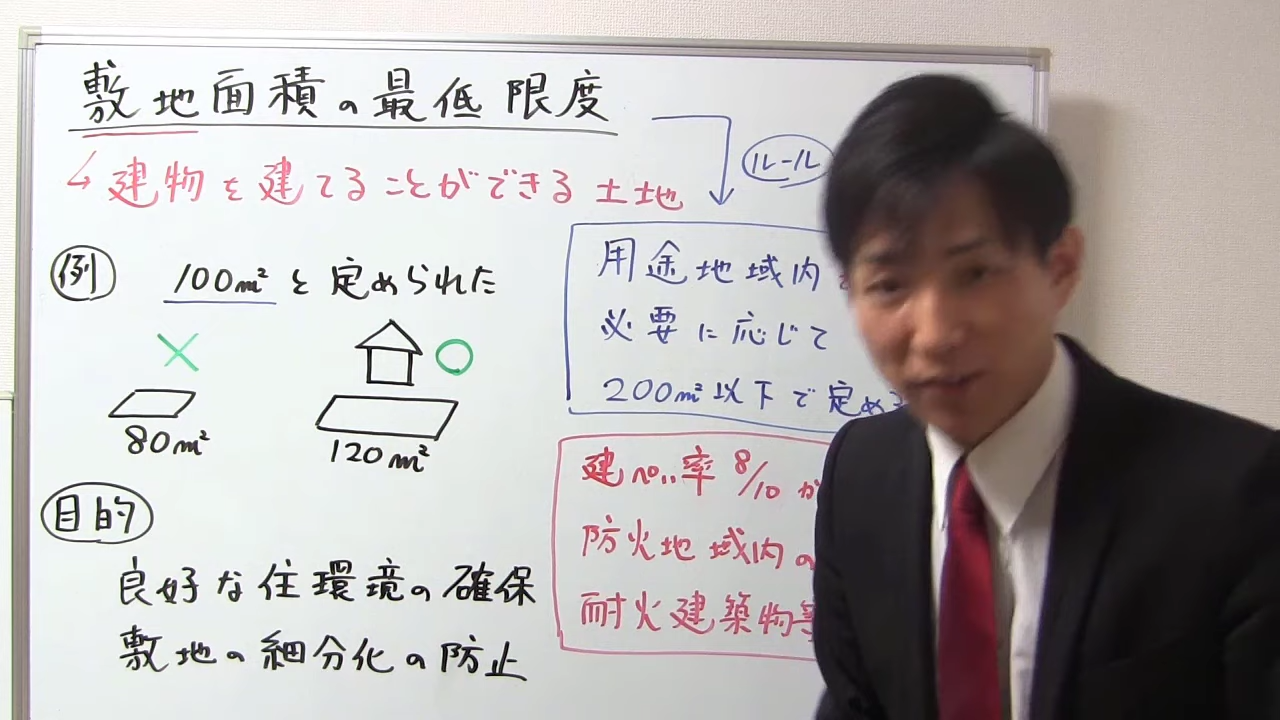 敷地面積の最低限度
↳ 建物を建てることができる土地
ルール
例 100m²と定められた
× ○
80m² 120m²
目的
良好な住環境の確保
敷地の細分化の防止
用途地域内
必要に応じて
200m²以下で定める
建ぺい率 8/10 が
防火地域内の
耐火建築物等